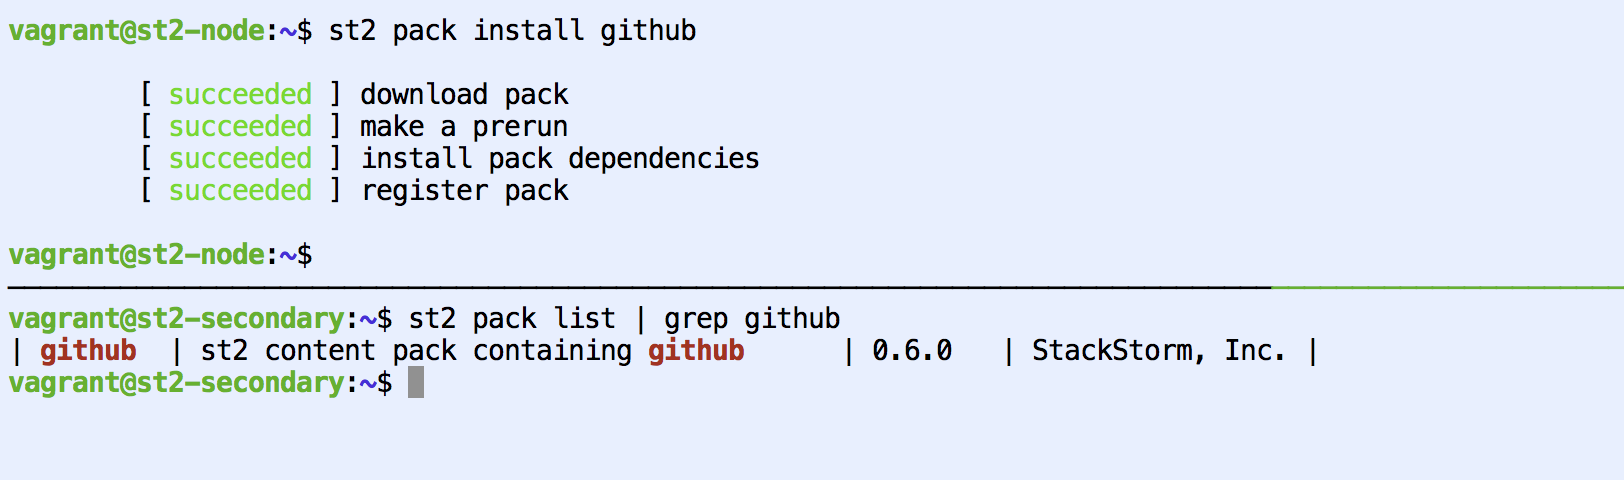 vagrant@st2-node:~$ st2 pack install github
[ succeeded ] download pack
[ succeeded ] make a prerun
[ succeeded ] install pack dependencies
[ succeeded ] register pack
vagrant@st2-node:~$
vagrant@st2-secondary:~$ st2 pack list | grep github
| github  | st2 content pack containing github      | 0.6.0   | StackStorm, Inc. |
vagrant@st2-secondary:~$